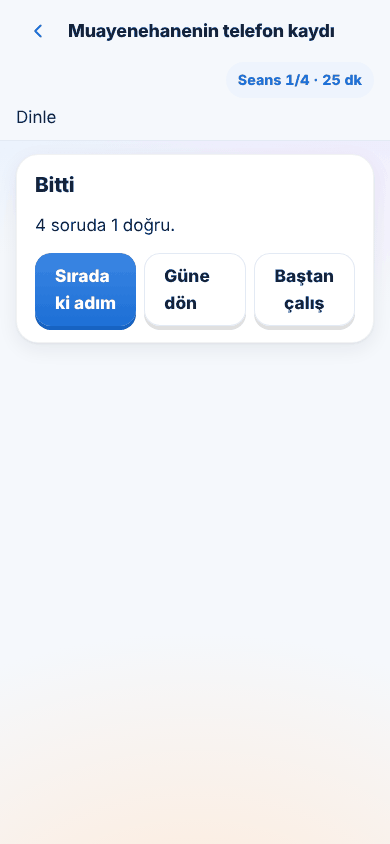 Muayenehanenin telefon kaydı
Seans 1/4 · 25 dk
Dinle
Bitti
4 soruda 1 doğru.
Sırada
ki adım
Güne
dön
Baştan
çalış